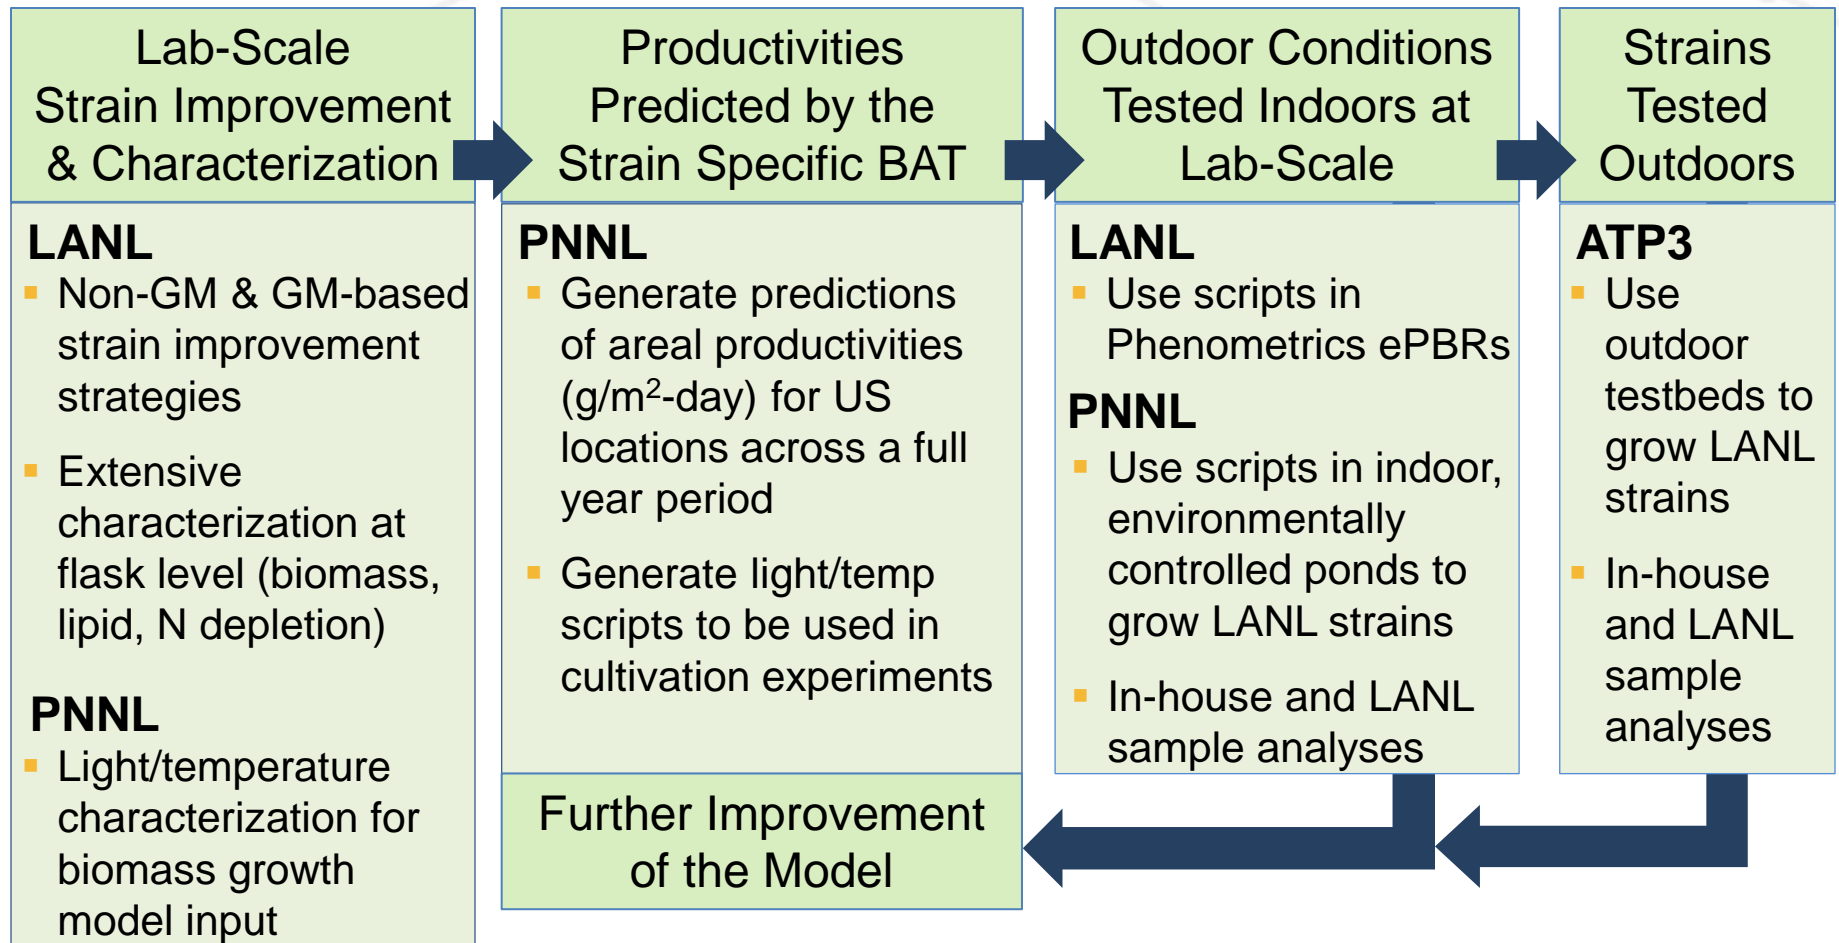 Lab-Scale
Strain Improvement
& Characterization
LANL
▪ Non-GM & GM-based
strain improvement
strategies
▪ Extensive
characterization at
flask level (biomass,
lipid, N depletion)
PNNL
▪ Light/temperature
characterization for
biomass growth
model input
Productivities
Predicted by the
Strain Specific BAT
PNNL
▪ Generate predictions
of areal productivities
(g/m²-day) for US
locations across a full
year period
▪ Generate light/temp
scripts to be used in
cultivation experiments
Further Improvement
of the Model
Outdoor Conditions
Tested Indoors at
Lab-Scale
LANL
▪ Use scripts in
Phenometrics ePBRs
PNNL
▪ Use scripts in indoor,
environmentally
controlled ponds to
grow LANL strains
▪ In-house and LANL
sample analyses
Strains
Tested
Outdoors
ATP3
▪ Use
outdoor
testbeds to
grow LANL
strains
▪ In-house
and LANL
sample
analyses